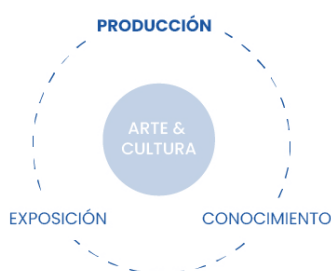 PRODUCCIÓN
ARTE &
CULTURA
EXPOSICIÓN
CONOCIMIENTO